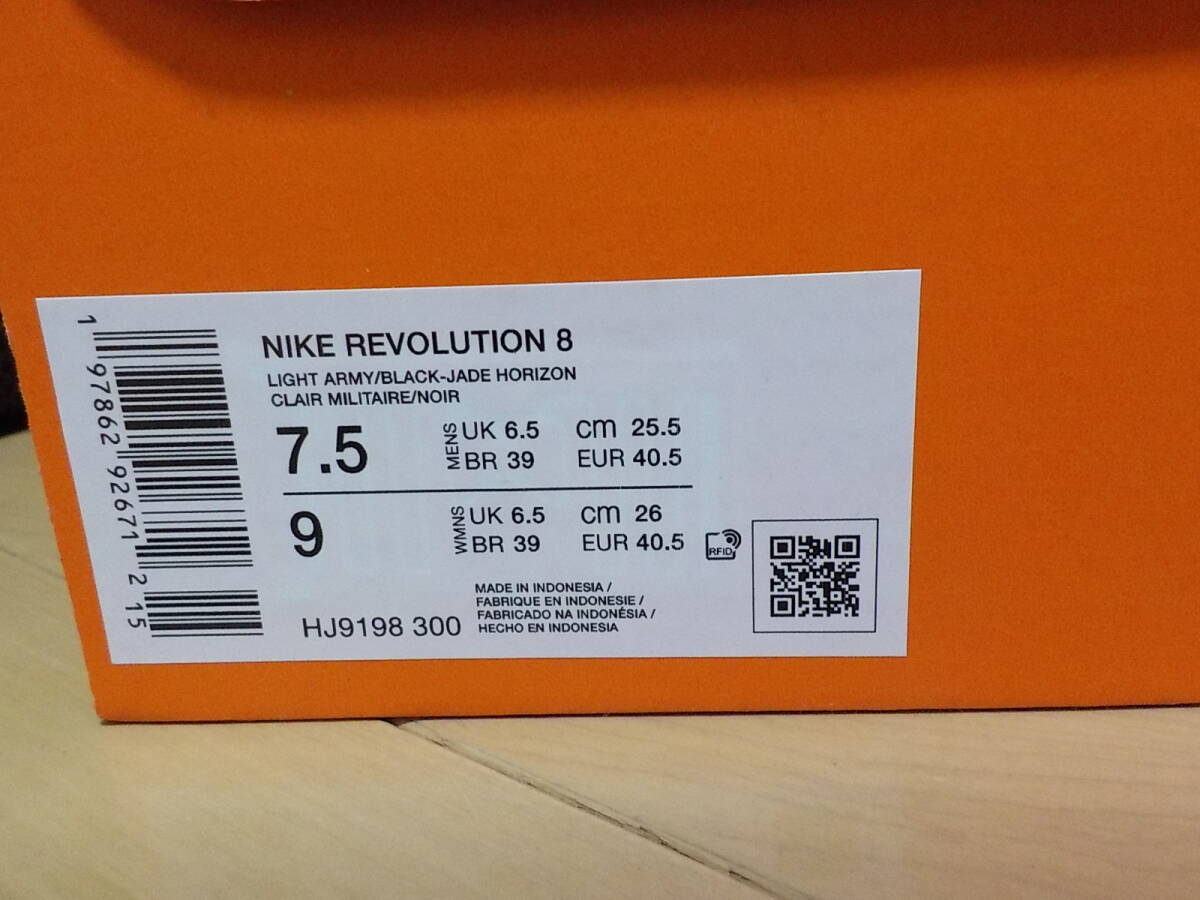 NIKE REVOLUTION 8
LIGHT ARMY/BLACK-JADE HORIZON
CLAIR MILITAIRE/NOIR
7.5 MENS UK 6.5 cm 25.5
BR 39 EUR 40.5
9 WMNS UK 6.5 cm 26
BR 39 EUR 40.5
RFID
HJ9198 300
MADE IN INDONESIA /
FABRIQUE EN INDONESIE /
FABRICADO NA INDONÉSIA /
HECHO EN INDONESIA
1 97862 92671 2 15